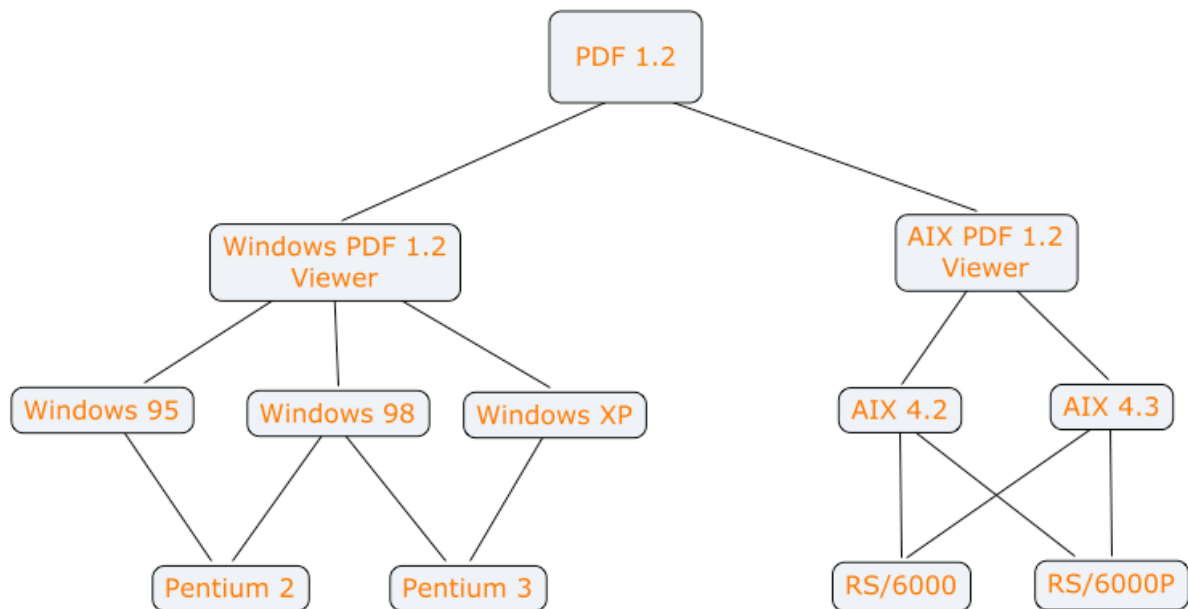 PDF 1.2
Windows PDF 1.2
Viewer
AIX PDF 1.2
Viewer
Windows 95
Windows 98
Windows XP
AIX 4.2
AIX 4.3
Pentium 2
Pentium 3
RS/6000
RS/6000P